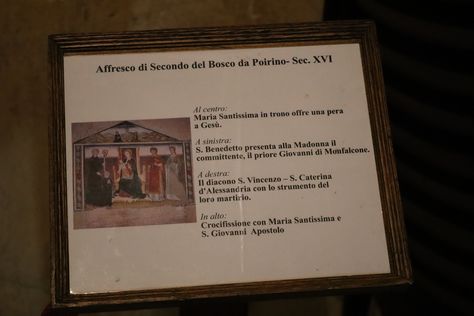 Affresco di Secondo del Bosco da Poirino- Sec. XVI
Al centro:
Maria Santissima in trono offre una pera
a Gesù.
A sinistra:
S. Benedetto presenta alla Madonna il
committente, il priore Giovanni di Monfalcone.
A destra:
Il diacono S. Vincenzo – S. Caterina
d'Alessandria con lo strumento del
loro martirio.
In alto:
Crocifissione con Maria Santissima e
S. Giovanni Apostolo